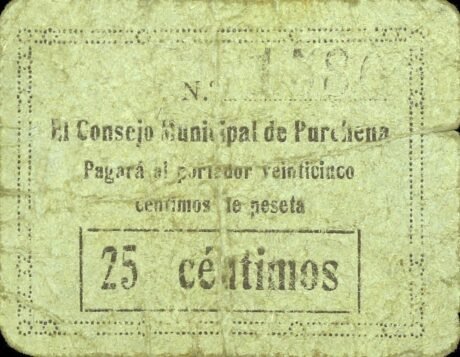 N.º
El Consejo Municipal de Purchena
Pagará al portador veinticinco
céntimos de peseta
25 céntimos